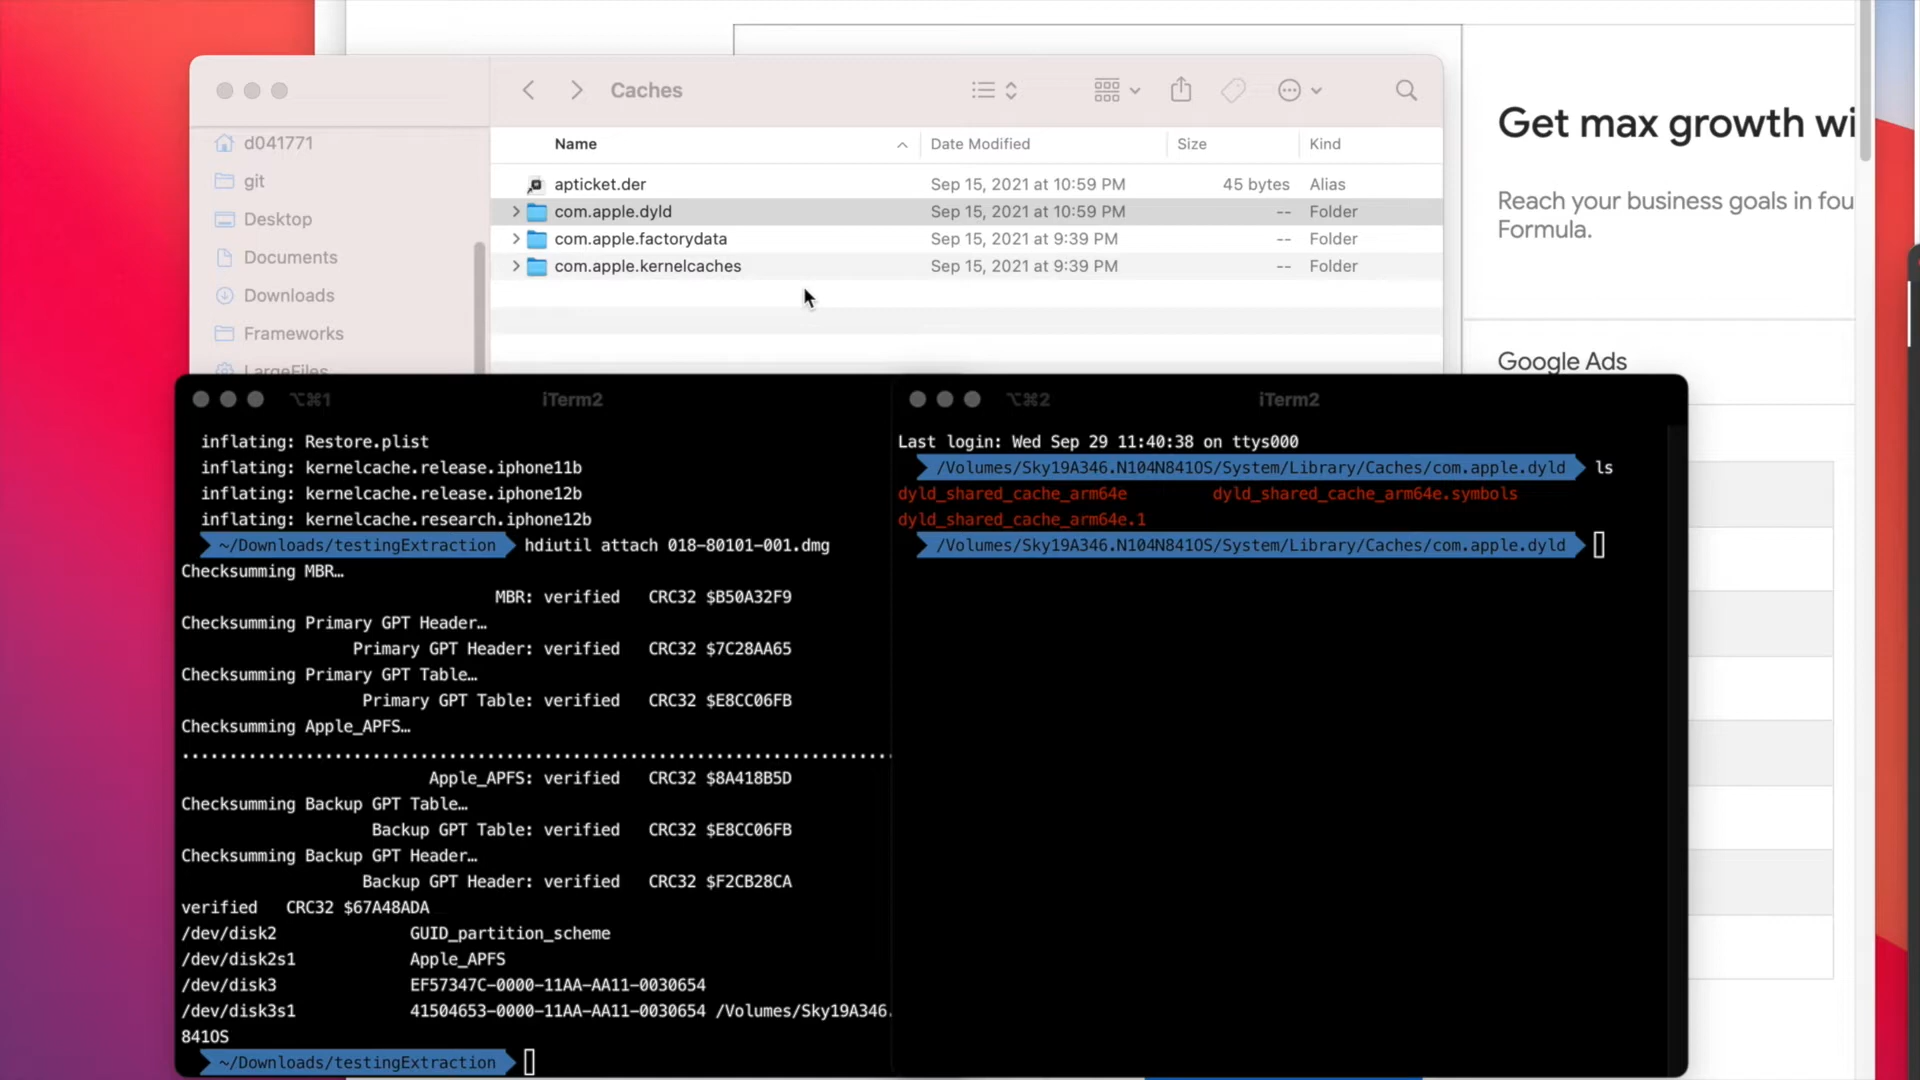 Caches
d041771
git
Desktop
Documents
Downloads
Frameworks
LargeFiles
Name Date Modified Size Kind
apticket.der Sep 15, 2021 at 10:59 PM 45 bytes Alias
com.apple.dyld Sep 15, 2021 at 10:59 PM -- Folder
com.apple.factorydata Sep 15, 2021 at 9:39 PM -- Folder
com.apple.kernelcaches Sep 15, 2021 at 9:39 PM -- Folder
Get max growth wi
Reach your business goals in fou
Formula.
Google Ads
⌥⌘1 iTerm2
inflating: Restore.plist
inflating: kernelcache.release.iphone11b
inflating: kernelcache.release.iphone12b
inflating: kernelcache.research.iphone12b
~/Downloads/testingExtraction hdiutil attach 018-80101-001.dmg
Checksumming MBR…
MBR: verified CRC32 $B50A32F9
Checksumming Primary GPT Header…
Primary GPT Header: verified CRC32 $7C28AA65
Checksumming Primary GPT Table…
Primary GPT Table: verified CRC32 $E8CC06FB
Checksumming Apple_APFS…
..........................................................................
Apple_APFS: verified CRC32 $8A418B5D
Checksumming Backup GPT Table…
Backup GPT Table: verified CRC32 $E8CC06FB
Checksumming Backup GPT Header…
Backup GPT Header: verified CRC32 $F2CB28CA
verified CRC32 $67A48ADA
/dev/disk2 GUID_partition_scheme
/dev/disk2s1 Apple_APFS
/dev/disk3 EF57347C-0000-11AA-AA11-0030654
/dev/disk3s1 41504653-0000-11AA-AA11-0030654 /Volumes/Sky19A346.
841OS
~/Downloads/testingExtraction
⌥⌘2 iTerm2
Last login: Wed Sep 29 11:40:38 on ttys000
/Volumes/Sky19A346.N104N841OS/System/Library/Caches/com.apple.dyld ls
dyld_shared_cache_arm64e dyld_shared_cache_arm64e.symbols
dyld_shared_cache_arm64e.1
/Volumes/Sky19A346.N104N841OS/System/Library/Caches/com.apple.dyld